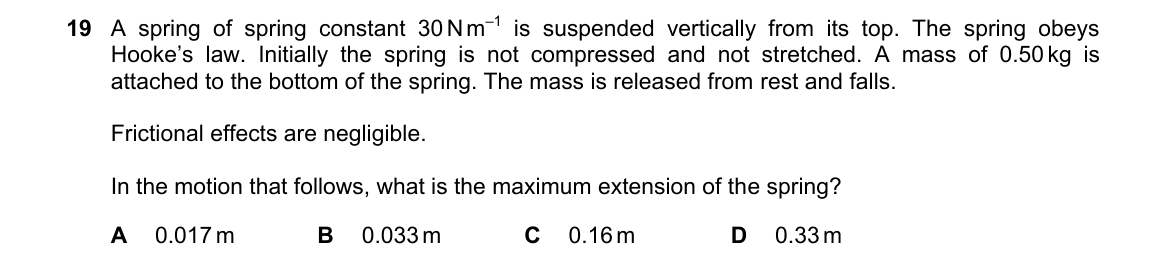 19 A spring of spring constant 30 N m⁻¹ is suspended vertically from its top. The spring obeys
Hooke's law. Initially the spring is not compressed and not stretched. A mass of 0.50 kg is
attached to the bottom of the spring. The mass is released from rest and falls.
Frictional effects are negligible.
In the motion that follows, what is the maximum extension of the spring?
A 0.017 m B 0.033 m C 0.16 m D 0.33 m